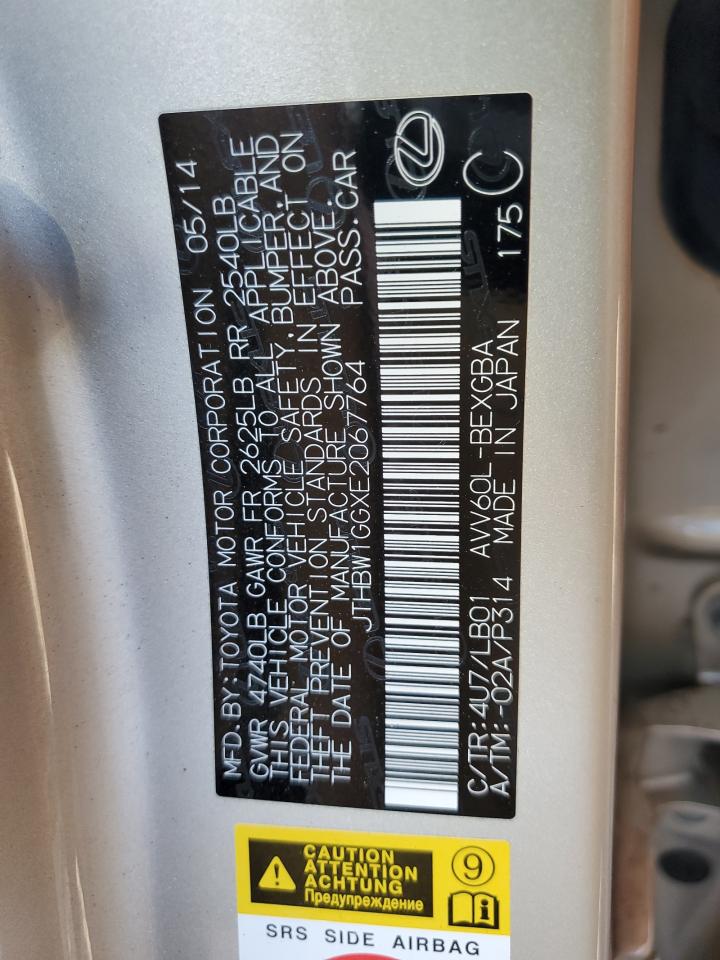 MFD.BY:TOYOTA MOTOR CORPORATION 05/14
GVWR 4740LB GAWR FR 2625LB RR 2540LB
THIS VEHICLE CONFORMS TO ALL APPLICABLE
FEDERAL MOTOR VEHICLE SAFETY, BUMPER, AND
THEFT PREVENTION STANDARDS IN EFFECT ON
THE DATE OF MANUFACTURE SHOWN ABOVE.
JTHBW1GGXE2067764 PASS.CAR
C/TR:4U7/LB01 AVV60L-BEXGBA 175 C
A/TM:-02A/P314 MADE IN JAPAN
CAUTION
ATTENTION
ACHTUNG
Предупреждение
9
i
SRS SIDE AIRBAG